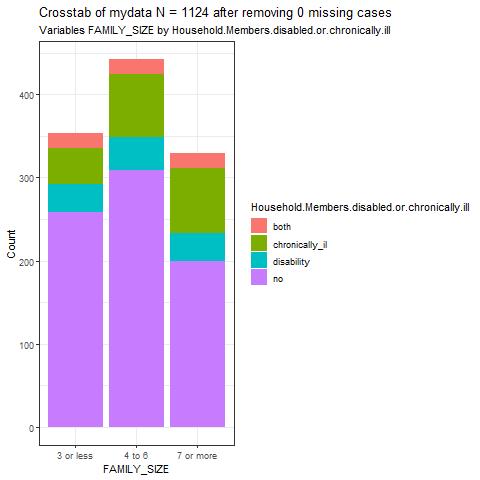 Crosstab of mydata N = 1124 after removing 0 missing cases
Variables FAMILY_SIZE by Household.Members.disabled.or.chronically.ill
Count
400
300
200
100
0
3 or less
4 to 6
7 or more
FAMILY_SIZE
Household.Members.disabled.or.chronically.ill
both
chronically_il
disability
no